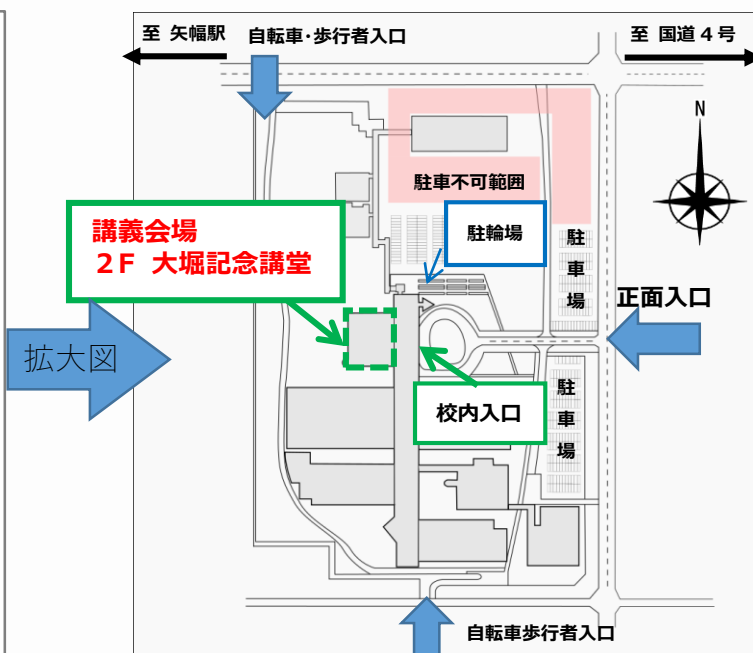 至 矢幅駅
自転車・歩行者入口
至 国道４号
N
駐車不可範囲
駐輪場
講義会場
２Ｆ 大堀記念講堂
駐車場
正面入口
拡大図
校内入口
駐車場
自転車歩行者入口